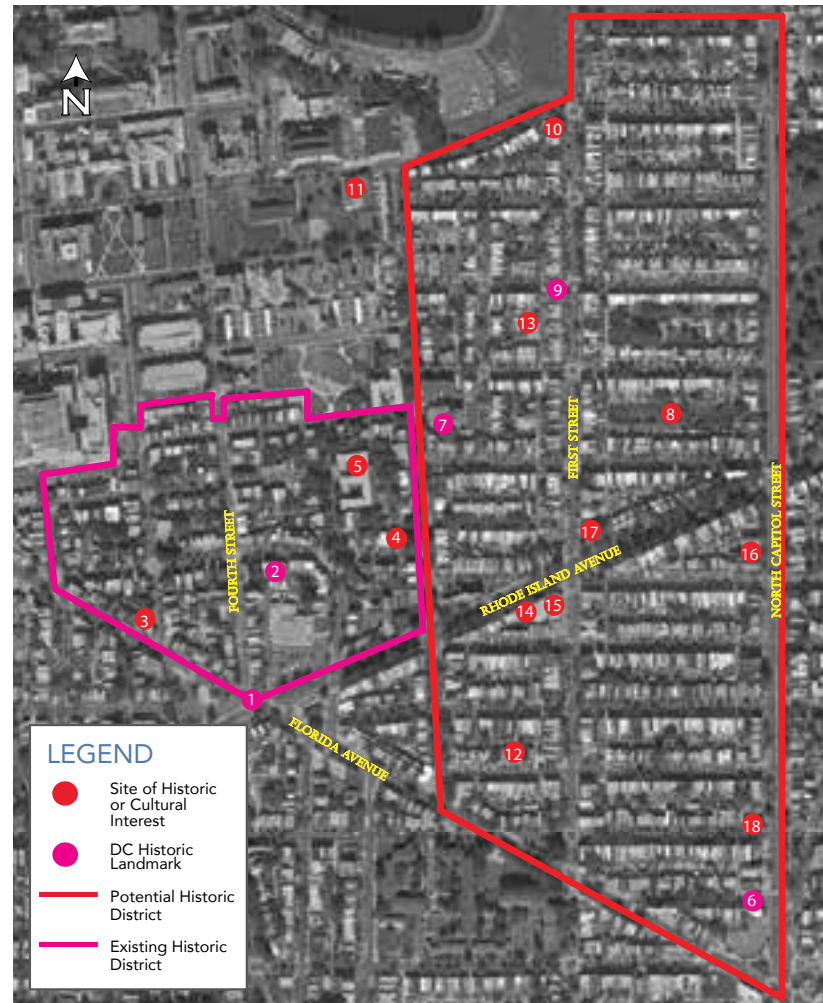 N
10
11
9
13
FIRST STREET
8
7
5
4
17
FOURTH STREET
2
RHODE ISLAND AVENUE
16
NORTH CAPITOL STREET
3
14
15
1
FLORIDA AVENUE
12
18
6
LEGEND
Site of Historic
or Cultural
Interest
DC Historic
Landmark
Potential Historic
District
Existing Historic
District